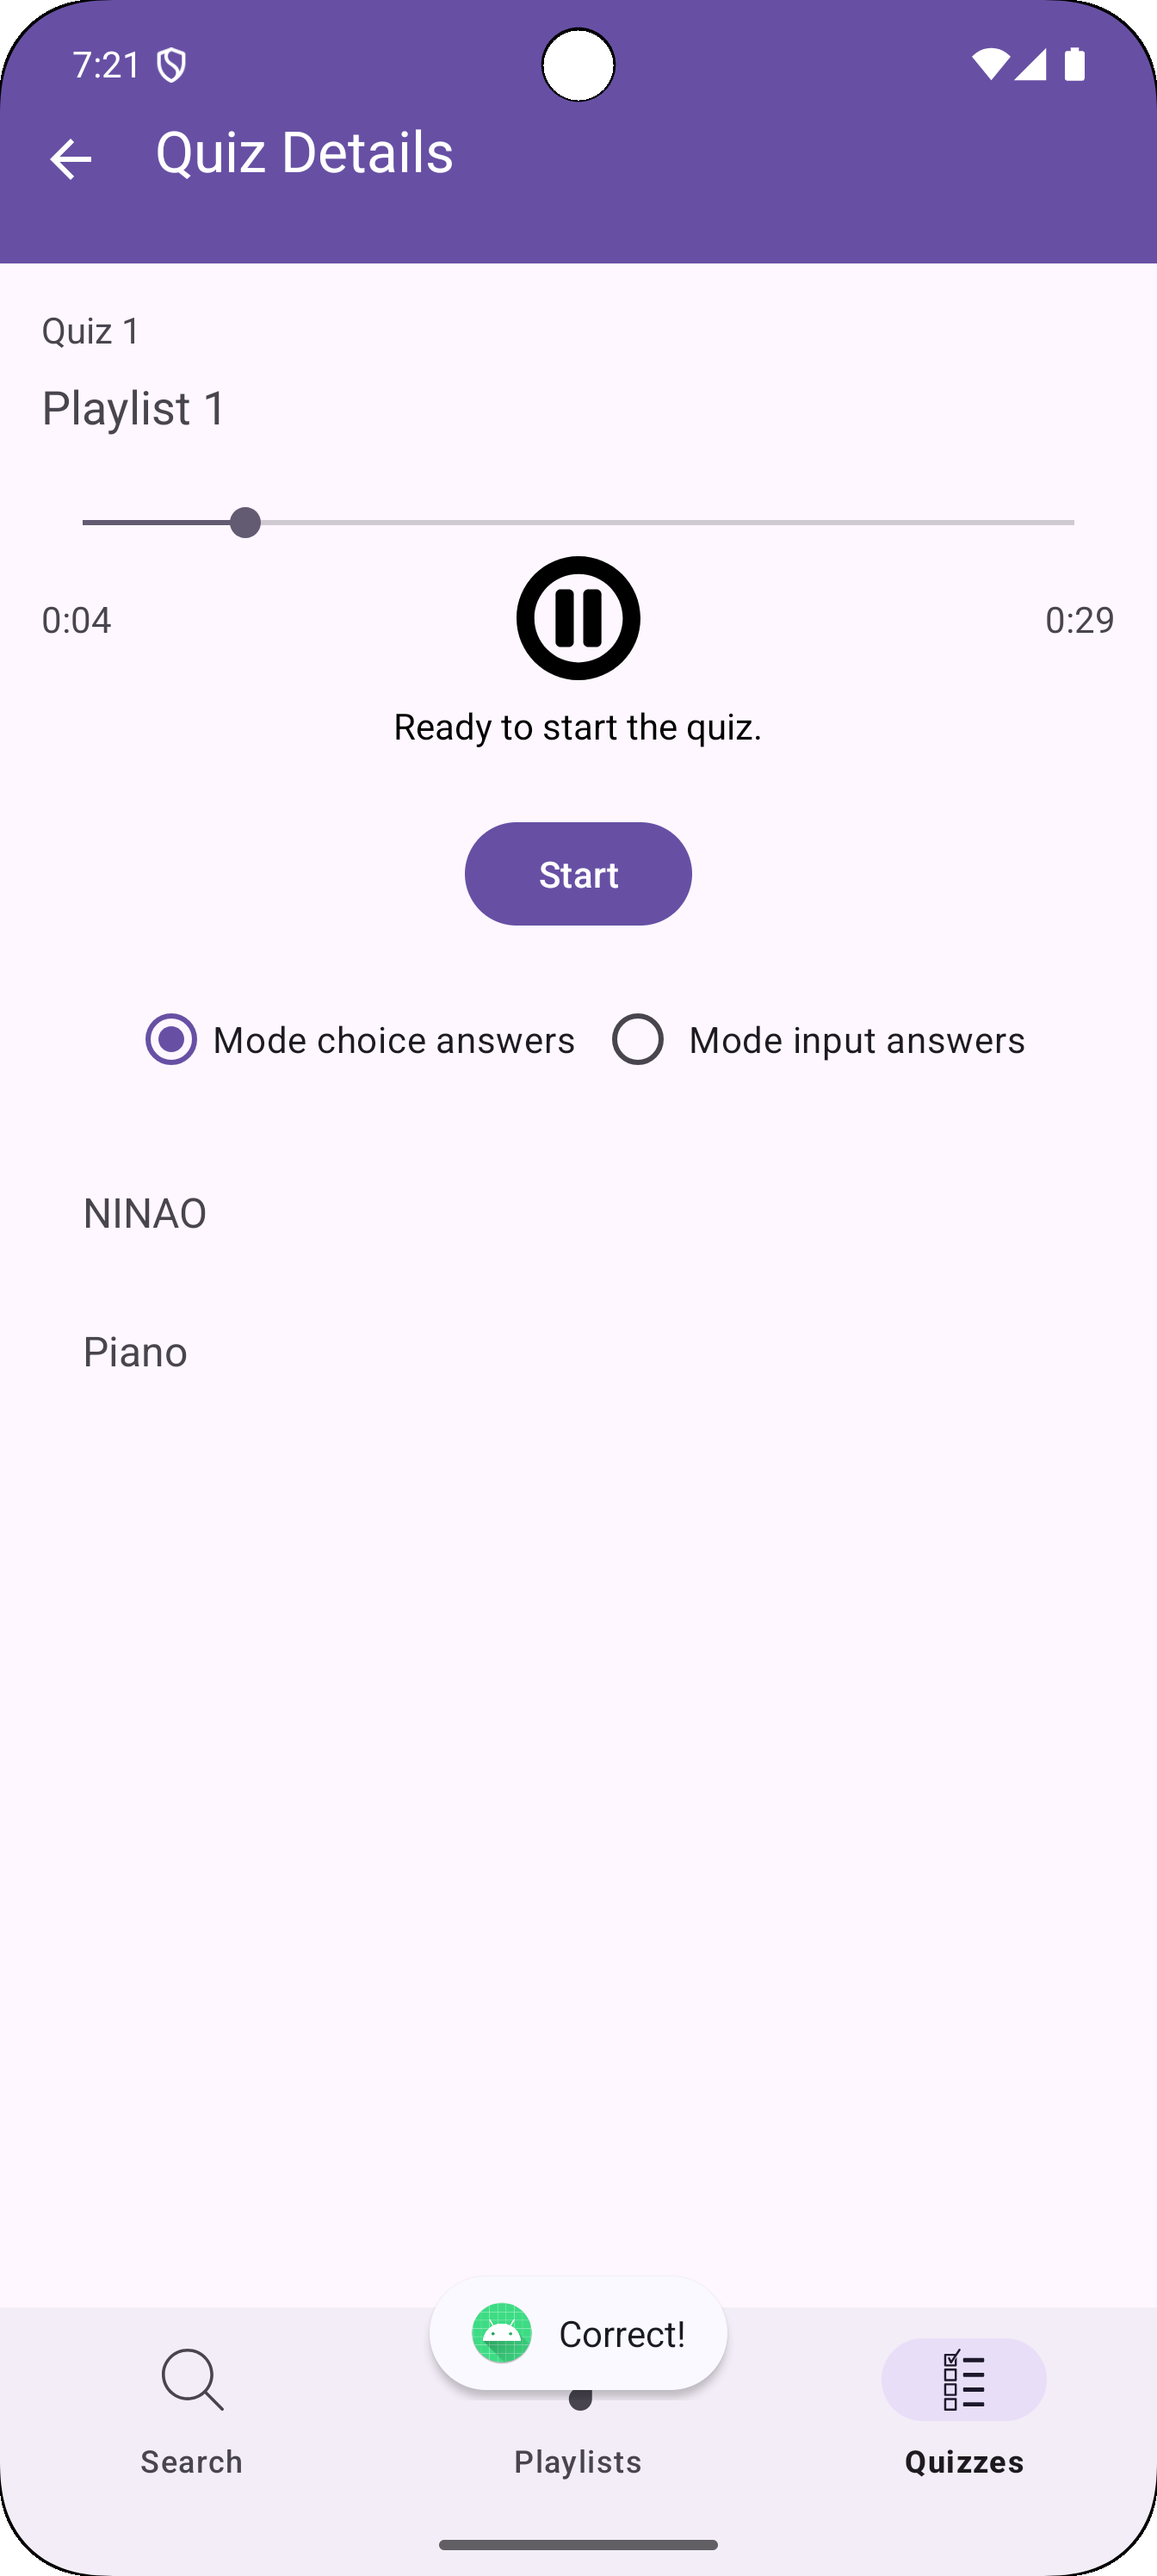 7:21
Quiz Details
Quiz 1
Playlist 1
0:04
0:29
Ready to start the quiz.
Start
Mode choice answers
Mode input answers
NINAO
Piano
Correct!
Search
Playlists
Quizzes